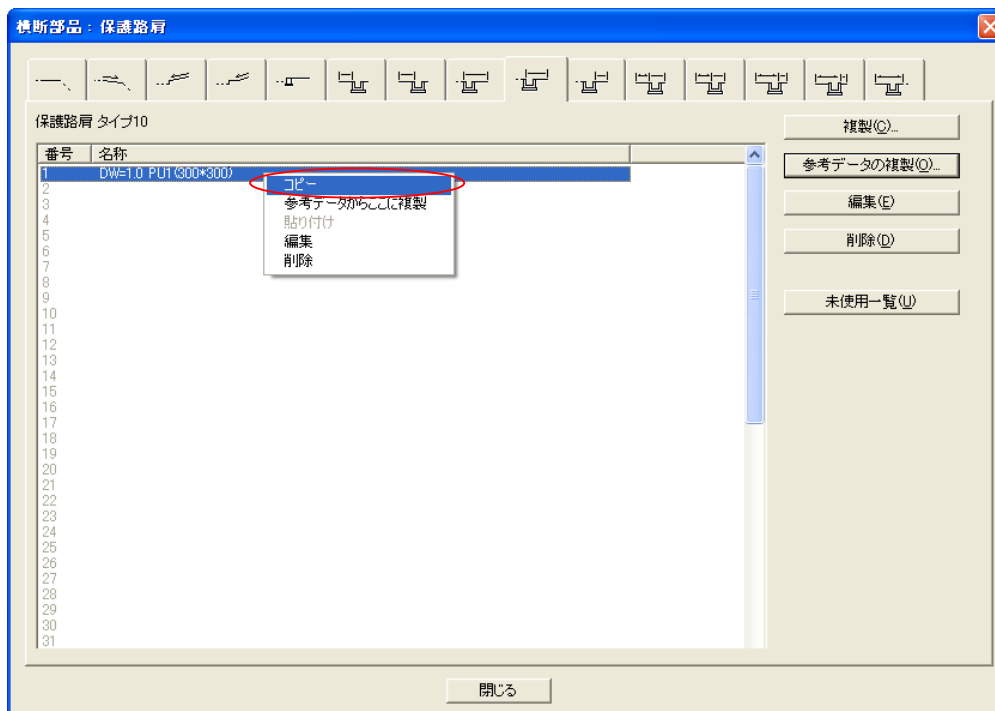 横断部品：保護路肩
保護路肩 タイプ10
番号 名称
1 DW=1.0 PU1(300*300)
2
3
4
5
6
7
8
9
10
11
12
13
14
15
16
17
18
19
20
21
22
23
24
25
26
27
28
29
30
31
コピー
参考データからここに複製
貼り付け
編集
削除
複製(C)...
参考データの複製(O)...
編集(E)
削除(D)
未使用一覧(U)
閉じる